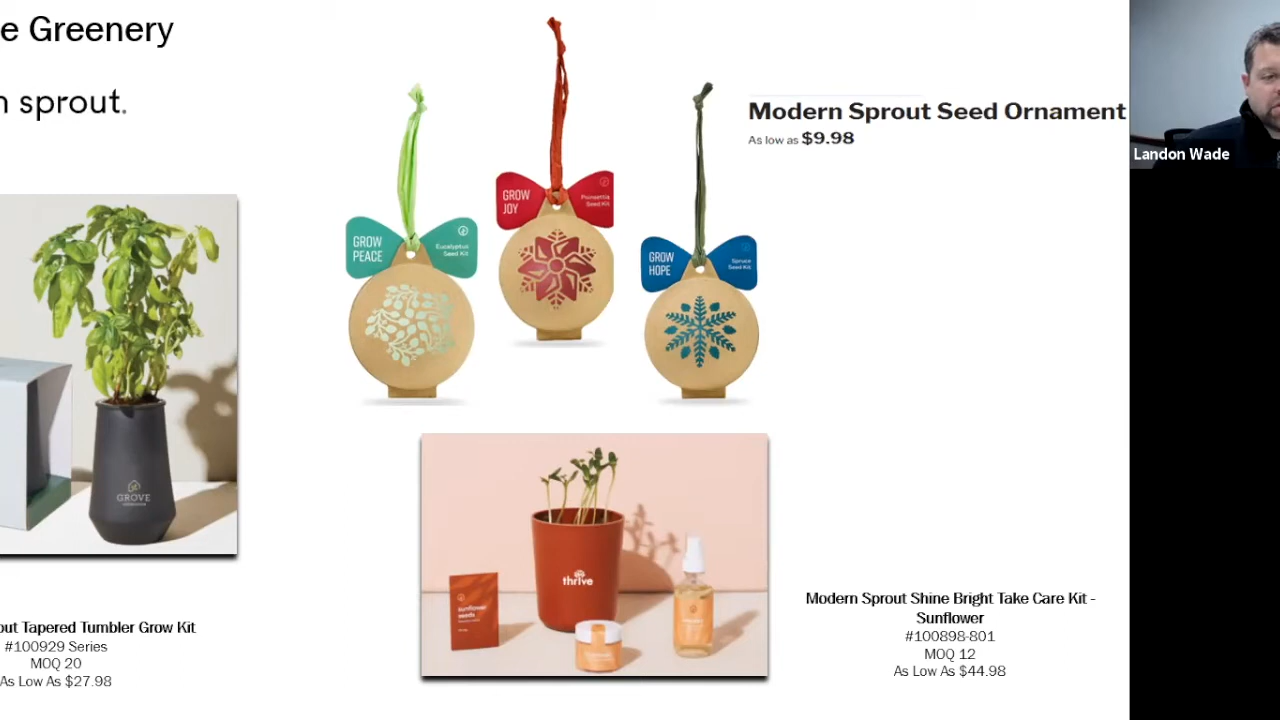 e Greenery
n sprout.
Modern Sprout Seed Ornament
As low as $9.98
Landon Wade
GROW
JOY
Poinsettia
Seed Kit
GROW
PEACE
Eucalyptus
Seed Kit
GROW
HOPE
Spruce
Seed Kit
GROVE
thrive
sunflower
seeds
out Tapered Tumbler Grow Kit
#100929 Series
MOQ 20
As Low As $27.98
Modern Sprout Shine Bright Take Care Kit -
Sunflower
#100898-801
MOQ 12
As Low As $44.98